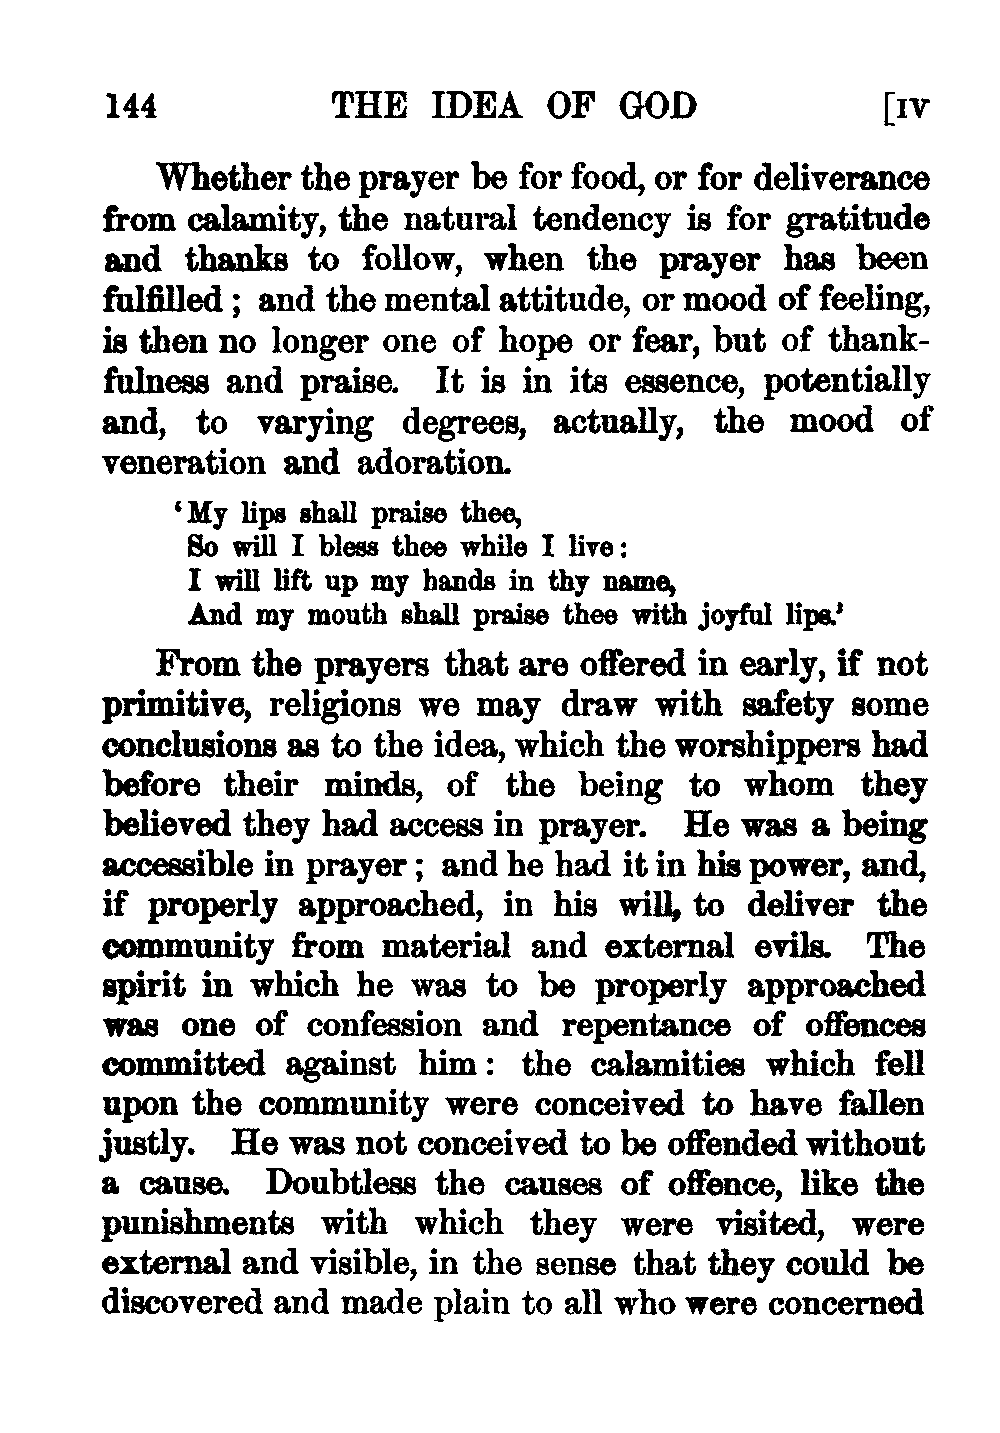 144 THE IDEA OF GOD [IV
Whether the prayer be for food, or for deliverance
from calamity, the natural tendency is for gratitude
and thanks to follow, when the prayer has been
fulfilled ; and the mental attitude, or mood of feeling,
is then no longer one of hope or fear, but of thank-
fulness and praise. It is in its essence, potentially
and, to varying degrees, actually, the mood of
veneration and adoration.
‘My lips shall praise thee,
So will I bless thee while I live :
I will lift up my hands in thy name,
And my mouth shall praise thee with joyful lips.’
From the prayers that are offered in early, if not
primitive, religions we may draw with safety some
conclusions as to the idea, which the worshippers had
before their minds, of the being to whom they
believed they had access in prayer. He was a being
accessible in prayer ; and he had it in his power, and,
if properly approached, in his will, to deliver the
community from material and external evils. The
spirit in which he was to be properly approached
was one of confession and repentance of offences
committed against him : the calamities which fell
upon the community were conceived to have fallen
justly. He was not conceived to be offended without
a cause. Doubtless the causes of offence, like the
punishments with which they were visited, were
external and visible, in the sense that they could be
discovered and made plain to all who were concerned